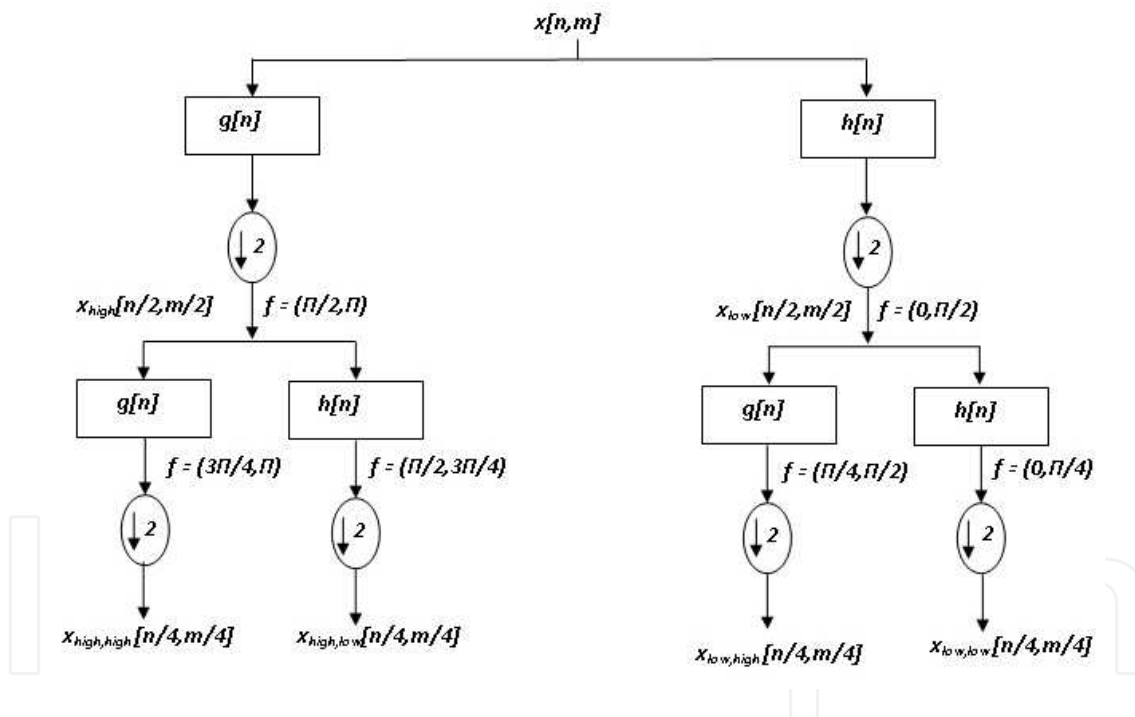 x[n,m]
g[n]
h[n]
2
2
x_high[n/2,m/2] f = (Π/2,Π)
x_low[n/2,m/2] f = (0,Π/2)
g[n]
h[n]
g[n]
h[n]
f = (3Π/4,Π)
f = (Π/2,3Π/4)
f = (Π/4,Π/2)
f = (0,Π/4)
2
2
2
2
x_high,high[n/4,m/4]
x_high,low[n/4,m/4]
x_low,high[n/4,m/4]
x_low,low[n/4,m/4]